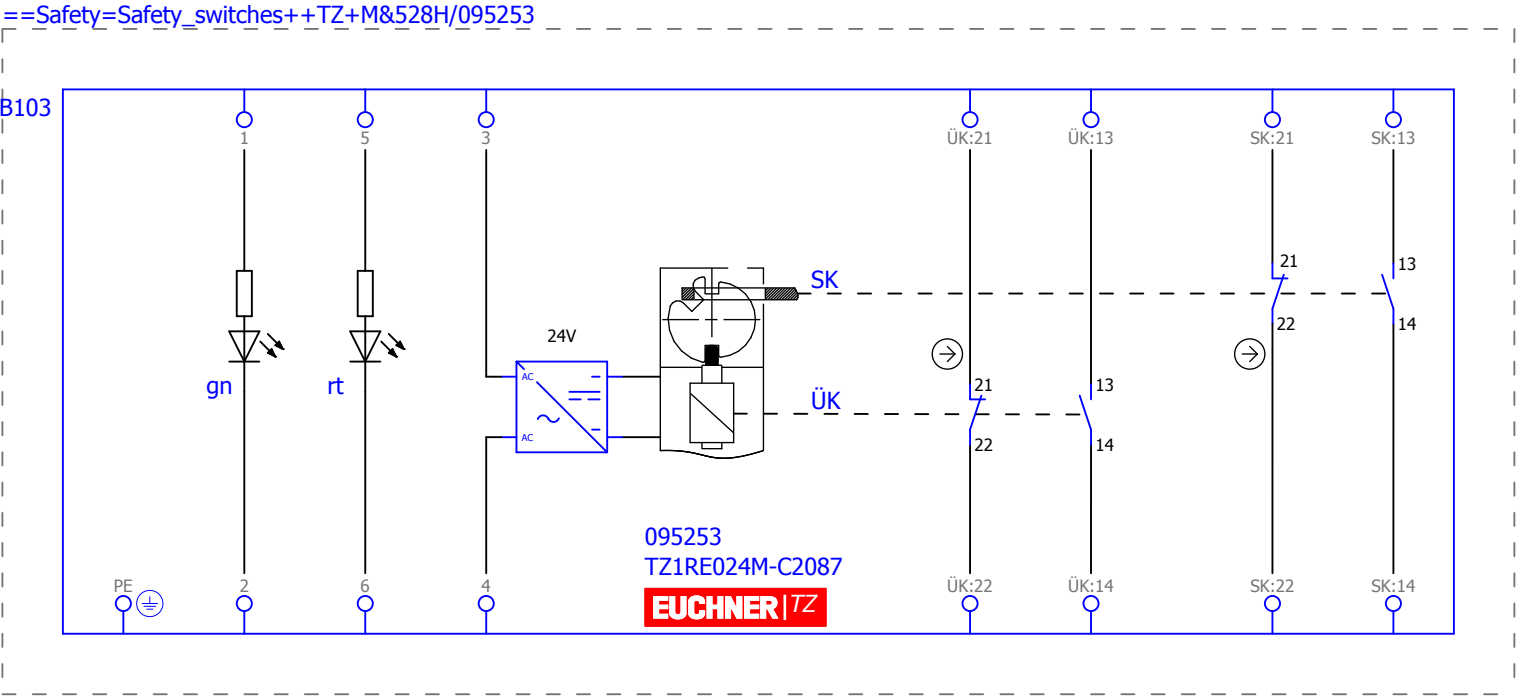 ==Safety=Safety_switches++TZ+M&528H/095253
B103
1 5 3 ÜK:21 ÜK:13 SK:21 SK:13
SK 21 13
22 14
24V
AC
gn rt
ÜK 21 13
AC
22 14
095253
TZ1RE024M-C2087
PE 2 6 4 ÜK:22 ÜK:14 SK:22 SK:14
EUCHNER|TZ